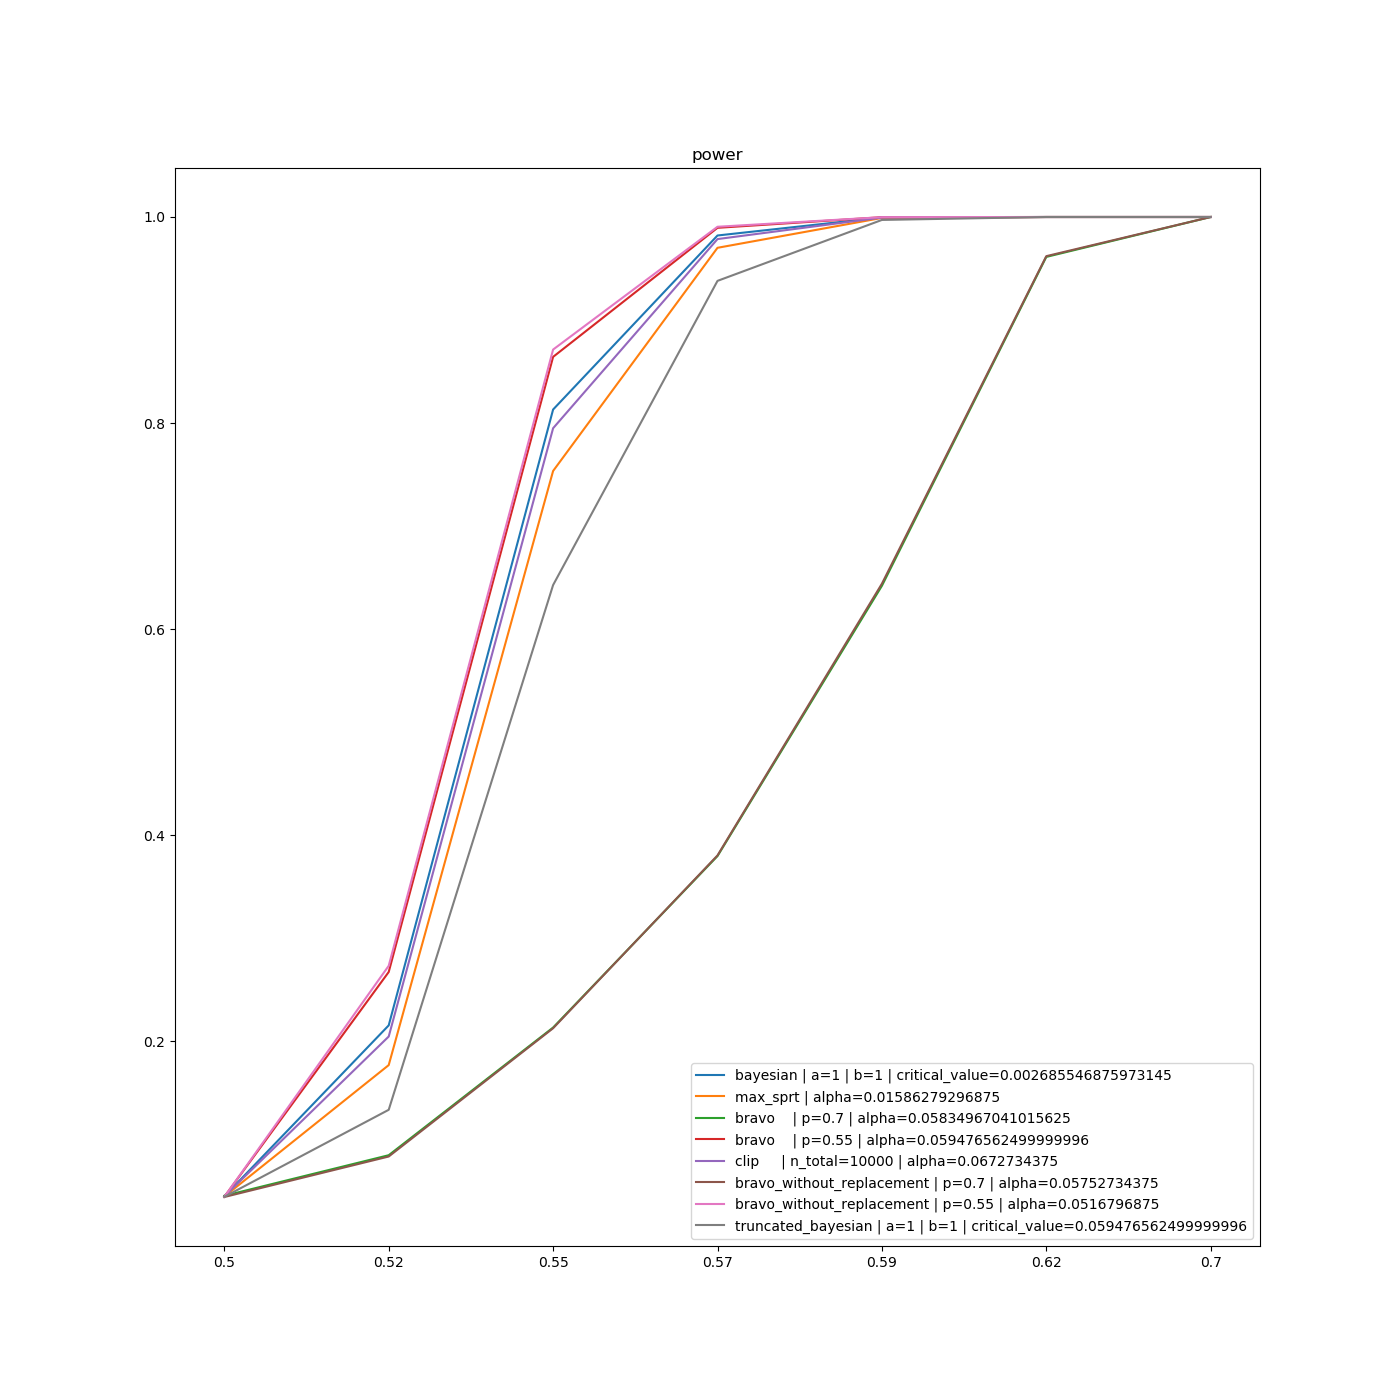 power
1.0
0.8
0.6
0.4
0.2
bayesian | a=1 | b=1 | critical_value=0.002685546875973145
max_sprt | alpha=0.01586279296875
bravo    | p=0.7 | alpha=0.05834967041015625
bravo    | p=0.55 | alpha=0.059476562499999996
clip     | n_total=10000 | alpha=0.0672734375
bravo_without_replacement | p=0.7 | alpha=0.05752734375
bravo_without_replacement | p=0.55 | alpha=0.0516796875
truncated_bayesian | a=1 | b=1 | critical_value=0.059476562499999996
0.5 0.52 0.55 0.57 0.59 0.62 0.7